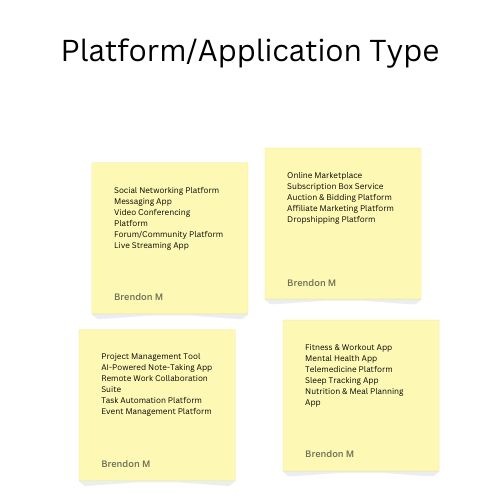 Platform/Application Type
Social Networking Platform
Messaging App
Video Conferencing
Platform
Forum/Community Platform
Live Streaming App
Brendon M
Online Marketplace
Subscription Box Service
Auction & Bidding Platform
Affiliate Marketing Platform
Dropshipping Platform
Brendon M
Project Management Tool
AI-Powered Note-Taking App
Remote Work Collaboration
Suite
Task Automation Platform
Event Management Platform
Brendon M
Fitness & Workout App
Mental Health App
Telemedicine Platform
Sleep Tracking App
Nutrition & Meal Planning
App
Brendon M